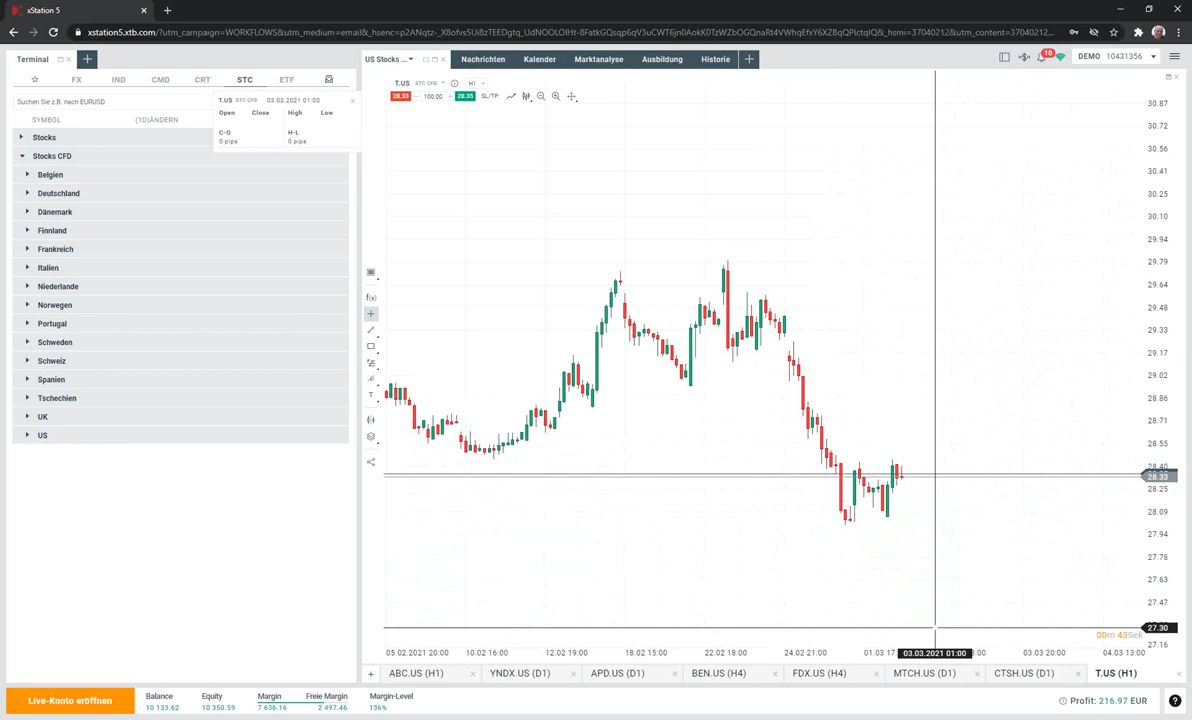 xStation 5
xstation5.xtb.com/?utm_campaign=WORKFLOWS&utm_medium=email&_hsenc=p2ANqtz-_X8ofvs5Ui8zTEEdg_UdNOOLOIHt-8FatkGQsqp6qV3uCWT6jn0AokK0TzWZbOGQnaRt4VWhqEfxY6XZBqQPlctqIQ&_hsmi=37040212&utm_content=37040212...
Terminal
US Stocks ...
Nachrichten
Kalender
Marktanalyse
Ausbildung
Historie
10
DEMO 10431356
FX
IND
CMD
CRT
STC
ETF
Suchen Sie z.B. nach EURUSD
SYMBOL
(1D)ÄNDERN
T.US STC CFD 03.03.2021 01:00
Open
Close
High
Low
C-O
H-L
0 pips
0 pips
T.US STC CFD
H1
28.33
100.00
28.35
SL/TP
Stocks
Stocks CFD
Belgien
Deutschland
Dänemark
Finnland
Frankreich
Italien
Niederlande
Norwegen
Portugal
Schweden
Schweiz
Spanien
Tschechien
UK
US
f(x)
T
30.87
30.72
30.56
30.41
30.25
30.10
29.94
29.79
29.64
29.48
29.33
29.17
29.02
28.86
28.71
28.55
28.40
28.33
28.25
28.09
27.94
27.78
27.63
27.47
27.30
27.16
00m 43Sek
05.02.2021 20:00
10.02 16:00
12.02 19:00
18.02 15:00
22.02 18:00
24.02 21:00
01.03 17
03.03.2021 01:00
:00
03.03 20:00
04.03 13:00
ABC.US (H1)
YNDX.US (D1)
APD.US (D1)
BEN.US (H4)
FDX.US (H4)
MTCH.US (D1)
CTSH.US (D1)
T.US (H1)
Live-Konto eröffnen
Balance
10 133.62
Equity
10 350.59
Margin
7 636.16
Freie Margin
2 497.46
Margin-Level
136%
Profit: 216.97 EUR